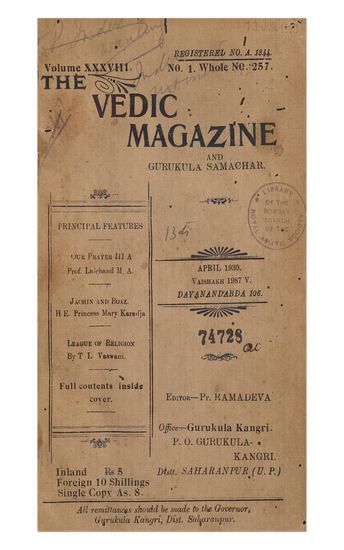 REGISTERED NO. A. 1844.
Volume XXXVIII. NO. 1. Whole NO. 257.
THE
VEDIC
MAGAZINE
AND
GURUKULA SAMACHAR.
LIBRARY
OF THE
BOMBAY
BRANCH
OF THE
ROYAL ASIATIC SOCIETY
PRINCIPAL FEATURES
OUR PRAYER III A
Prof. Lalchand M. A.
JACHIN AND BOAZ.
H E. Princess Mary Karadja
LEAGUE OF RELIGION
By T L. Vaswani.
Full contents inside
cover.
APRIL 1930.
VAISHAKH 1987 V.
DAYANANDABDA 106.
74728
EDITOR—PT. RAMADEVA
Office—Gurukula Kangri.
P. O. GURUKULA-
KANGRI.
Distt. SAHARANPUR (U. P.)
Inland Rs 5
Foreign 10 Shillings
Single Copy As. 8.
All remittances should be made to the Governor,
Gurukula Kangri, Dist. Saharanpur.